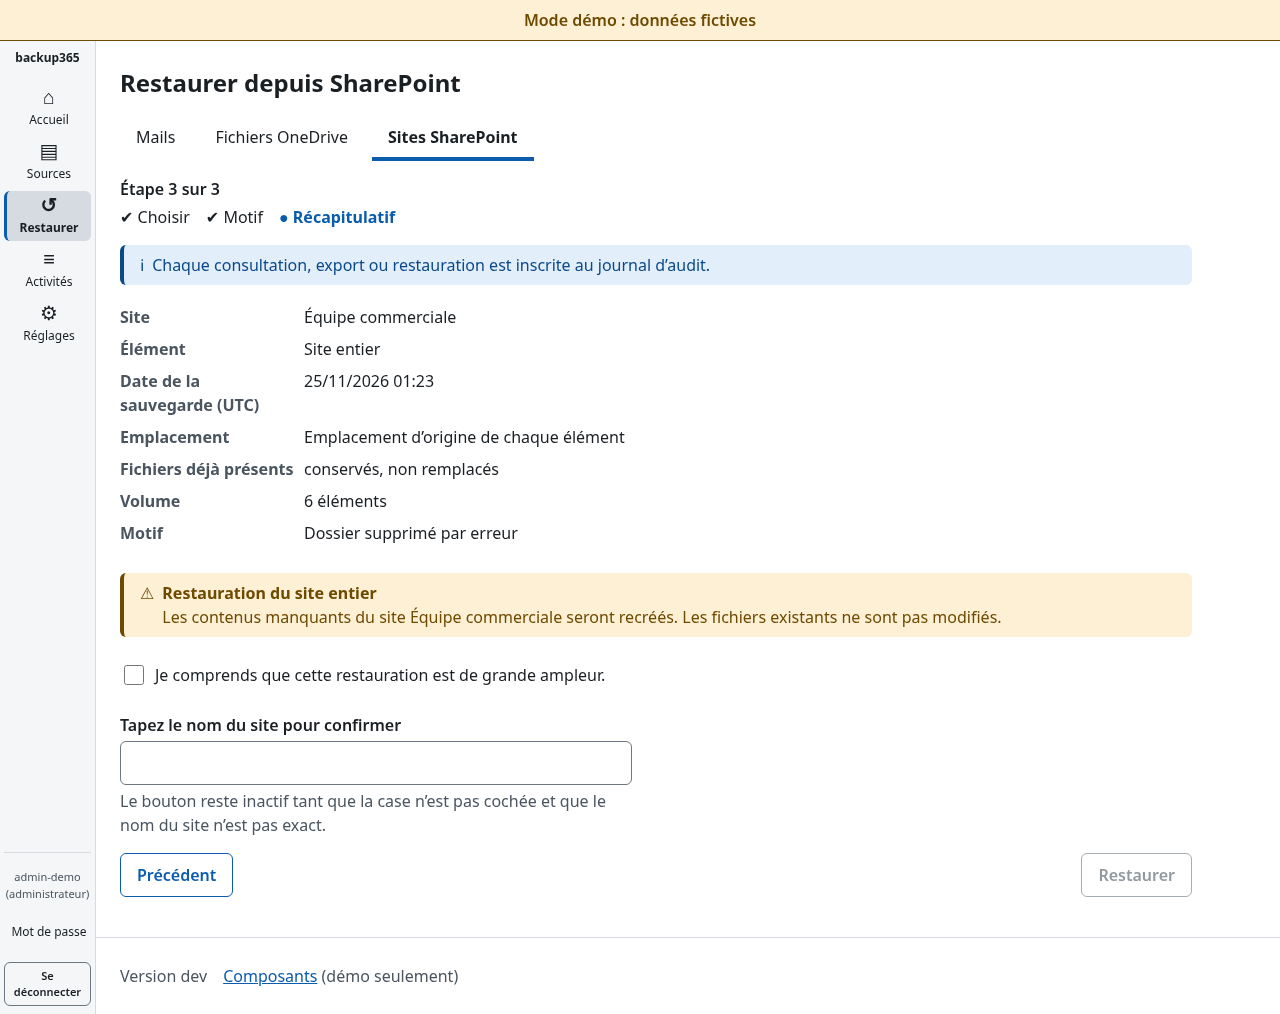 Mode démo : données fictives
backup365
Accueil
Sources
Restaurer
Activités
Réglages
admin-demo
(administrateur)
Mot de passe
Se
déconnecter
Restaurer depuis SharePoint
Mails
Fichiers OneDrive
Sites SharePoint
Étape 3 sur 3
✔ Choisir ✔ Motif ● Récapitulatif
i Chaque consultation, export ou restauration est inscrite au journal d’audit.
Site Équipe commerciale
Élément Site entier
Date de la 25/11/2026 01:23
sauvegarde (UTC)
Emplacement Emplacement d’origine de chaque élément
Fichiers déjà présents conservés, non remplacés
Volume 6 éléments
Motif Dossier supprimé par erreur
⚠ Restauration du site entier
Les contenus manquants du site Équipe commerciale seront recréés. Les fichiers existants ne sont pas modifiés.
Je comprends que cette restauration est de grande ampleur.
Tapez le nom du site pour confirmer
Le bouton reste inactif tant que la case n’est pas cochée et que le
nom du site n’est pas exact.
Précédent
Restaurer
Version dev Composants (démo seulement)